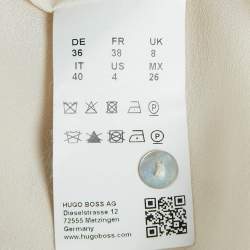 DE FR UK
36 38 8
IT US MX
40 4 26
HUGO BOSS AG
Dieselstrasse 12
72555 Metzingen
Germany
www.hugoboss.com